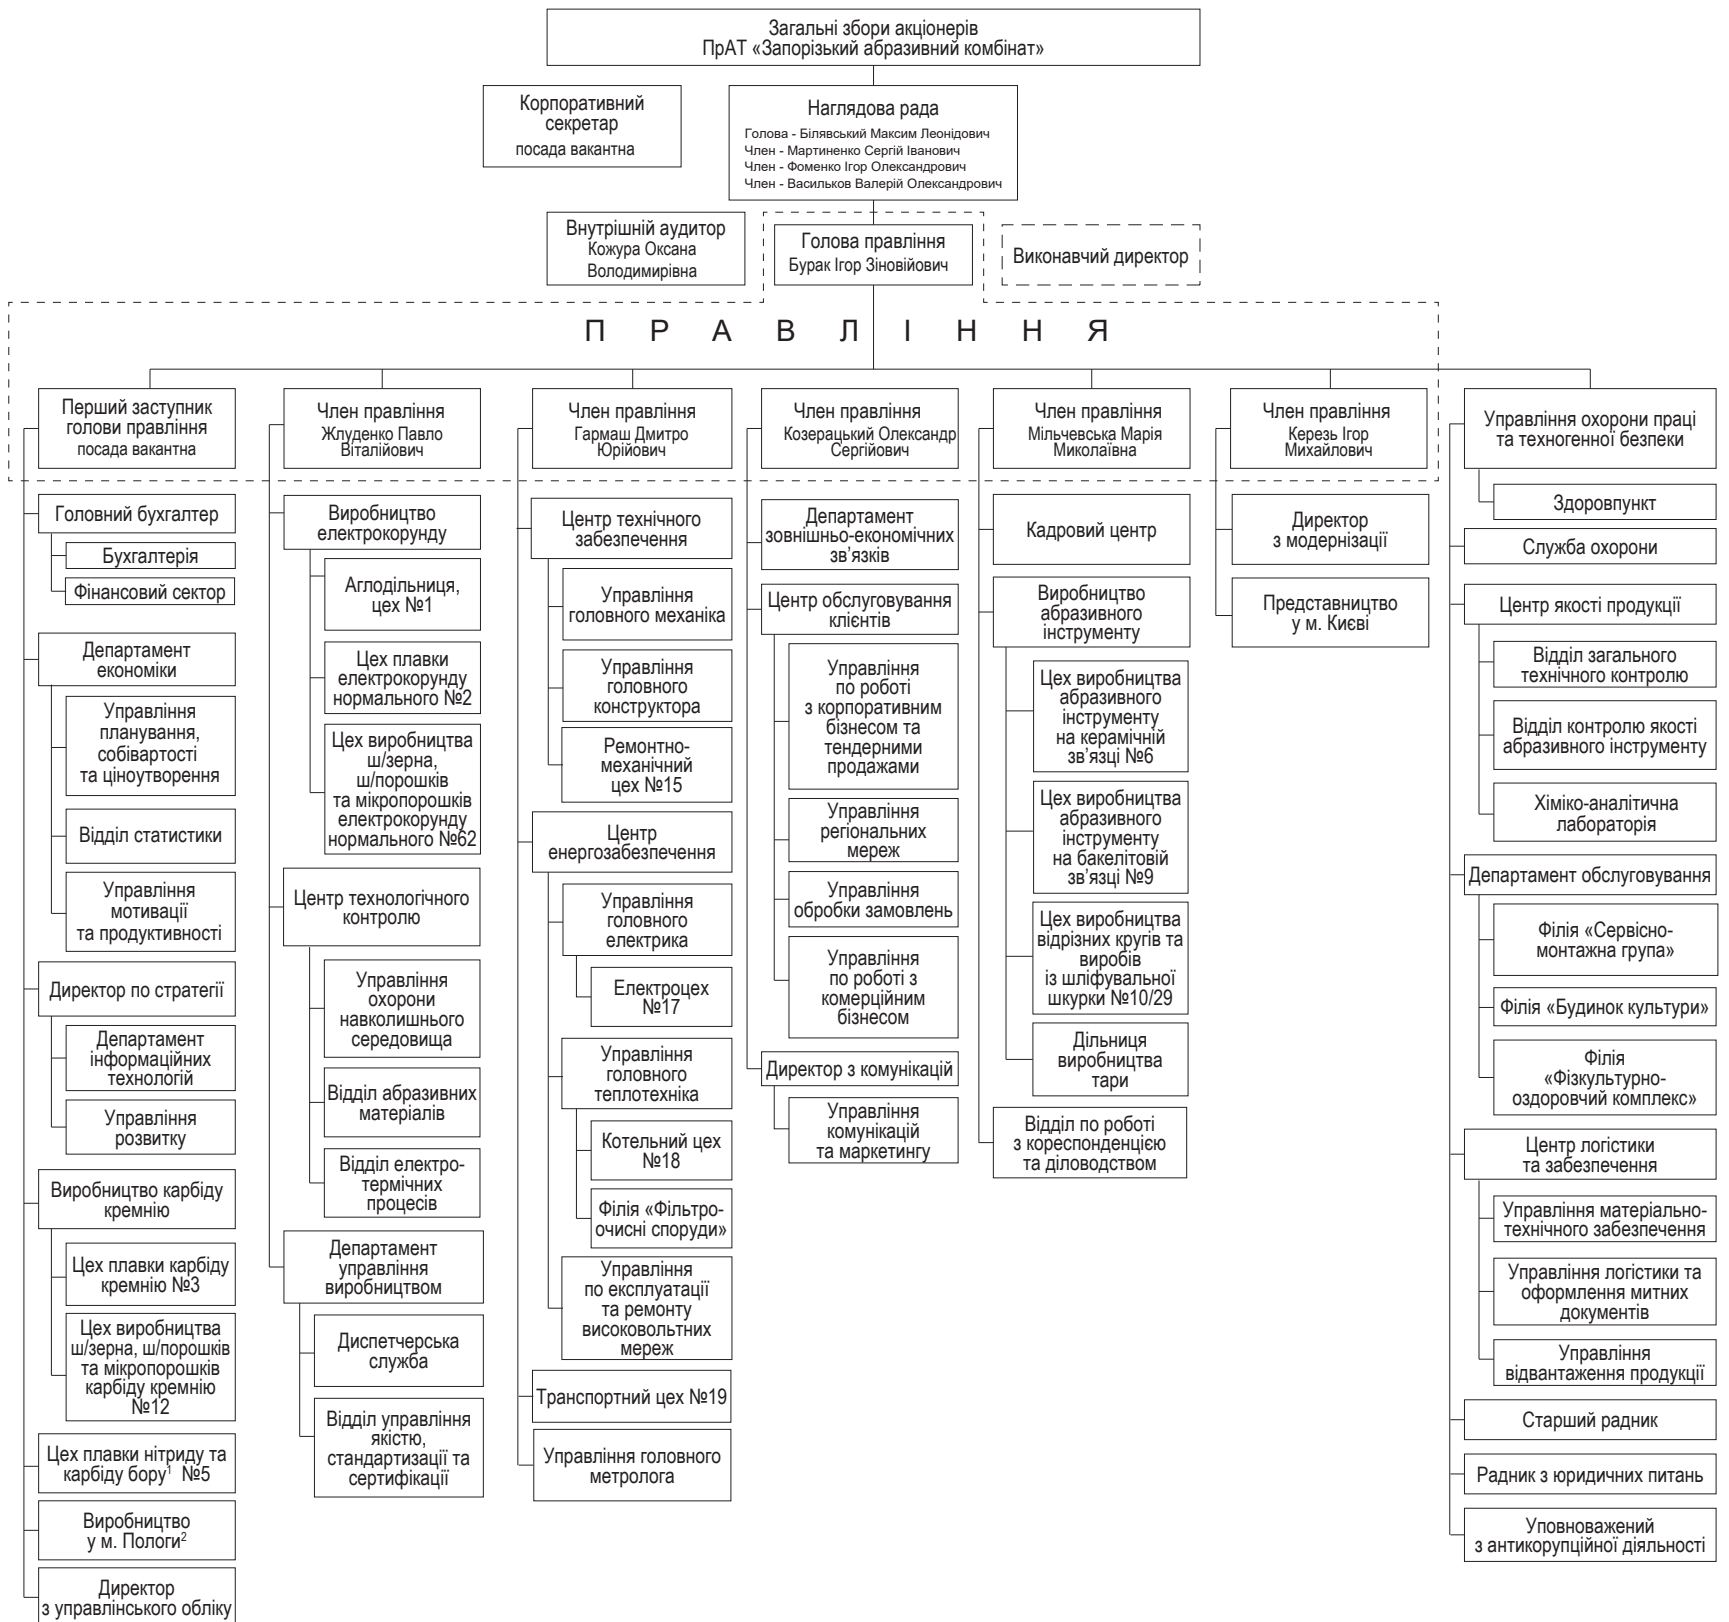 Загальні збори акціонерів
ПрАТ «Запорізький абразивний комбінат»
Корпоративний
секретар
посада вакантна
Наглядова рада
Голова - Білявський Максим Леонідович
Член - Мартиненко Сергій Іванович
Член - Фоменко Ігор Олександрович
Член - Васильков Валерій Олександрович
Внутрішній аудитор
Кожура Оксана
Володимирівна
Голова правління
Бурак Ігор Зіновійович
Виконавчий директор
П Р А В Л І Н Н Я
Перший заступник
голови правління
посада вакантна
Головний бухгалтер
Бухгалтерія
Фінансовий сектор
Департамент
економіки
Управління
планування,
собівартості
та ціноутворення
Відділ статистики
Управління
мотивації
та продуктивності
Директор по стратегії
Департамент
інформаційних
технологій
Управління
розвитку
Виробництво карбіду
кремнію
Цех плавки карбіду
кремнію №3
Цех виробництва
ш/зерна, ш/порошків
та мікропорошків
карбіду кремнію
№12
Цех плавки нітриду та
карбіду бору¹ №5
Виробництво
у м. Пологи²
Директор
з управлінського обліку
Член правління
Жлуденко Павло
Віталійович
Виробництво
електрокорунду
Аглодільниця,
цех №1
Цех плавки
електрокорунду
нормального №2
Цех виробництва
ш/зерна,
ш/порошків
та мікропорошків
електрокорунду
нормального №62
Центр технологічного
контролю
Управління
охорони
навколишнього
середовища
Відділ абразивних
матеріалів
Відділ електро-
термічних
процесів
Департамент
управління
виробництвом
Диспетчерська
служба
Відділ управління
якістю,
стандартизації та
сертифікації
Член правління
Гармаш Дмитро
Юрійович
Центр технічного
забезпечення
Управління
головного механіка
Управління
головного
конструктора
Ремонтно-
механічний
цех №15
Центр
енергозабезпечення
Управління
головного
електрика
Електроцех
№17
Управління
головного
теплотехніка
Котельний цех
№18
Філія «Фільтро-
очисні споруди»
Управління
по експлуатації
та ремонту
високовольтних
мереж
Транспортний цех №19
Управління головного
метролога
Член правління
Козерацький Олександр
Сергійович
Департамент
зовнішньо-економічних
зв’язків
Центр обслуговування
клієнтів
Управління
по роботі
з корпоративним
бізнесом та
тендерними
продажами
Управління
регіональних
мереж
Управління
обробки замовлень
Управління
по роботі з
комерційним
бізнесом
Директор з комунікацій
Управління
комунікацій
та маркетингу
Член правління
Мільчевська Марія
Миколаївна
Кадровий центр
Виробництво
абразивного
інструменту
Цех виробництва
абразивного
інструменту
на керамічній
зв’язці №6
Цех виробництва
абразивного
інструменту
на бакелітовій
зв’язці №9
Цех виробництва
відрізних кругів та
виробів
із шліфувальної
шкурки №10/29
Дільниця
виробництва
тари
Відділ по роботі
з кореспонденцією
та діловодством
Член правління
Керезь Ігор
Михайлович
Директор
з модернізації
Представництво
у м. Києві
Управління охорони праці
та техногенної безпеки
Здоровпункт
Служба охорони
Центр якості продукції
Відділ загального
технічного контролю
Відділ контролю якості
абразивного інструменту
Хіміко-аналітична
лабораторія
Департамент обслуговування
Філія «Сервісно-
монтажна група»
Філія «Будинок культури»
Філія
«Фізкультурно-
оздоровчий комплекс»
Центр логістики
та забезпечення
Управління матеріально-
технічного забезпечення
Управління логістики та
оформлення митних
документів
Управління
відвантаження продукції
Старший радник
Радник з юридичних питань
Уповноважений
з антикорупційної діяльності